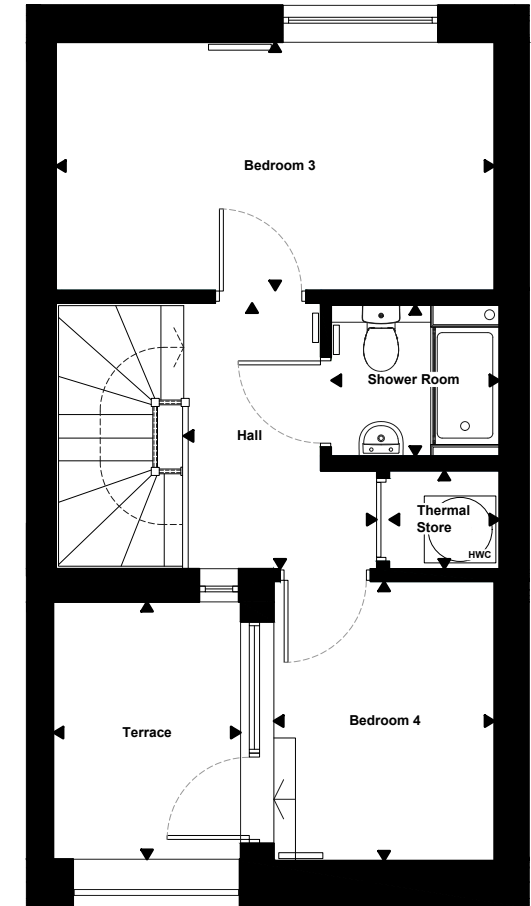 Bedroom 3
Shower Room
Hall
Thermal
Store
HWC
Terrace
Bedroom 4